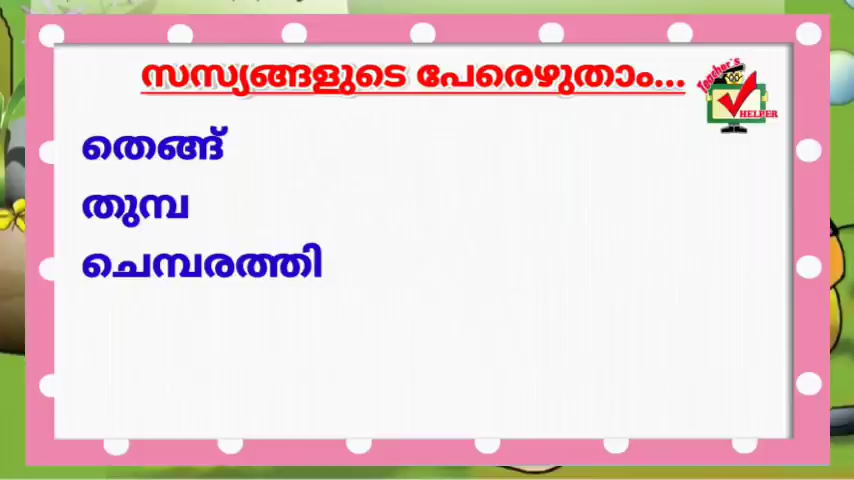 സസ്യങ്ങളുടെ പേരെഴുതാം...
Teacher's
HELPER
തെങ്ങ്
തുമ്പ
ചെമ്പരത്തി